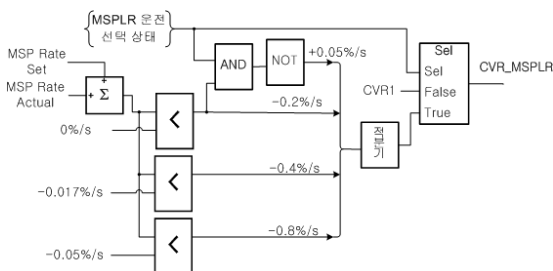 MSPLR 운전
선택 상태
MSP Rate
Set
MSP Rate
Actual
+
+
Σ
AND
NOT
+0.05%/s
<
-0.2%/s
0%/s
<
-0.4%/s
-0.017%/s
<
-0.8%/s
-0.05%/s
적분기
Sel
Sel
CVR1
False
True
CVR_MSPLR